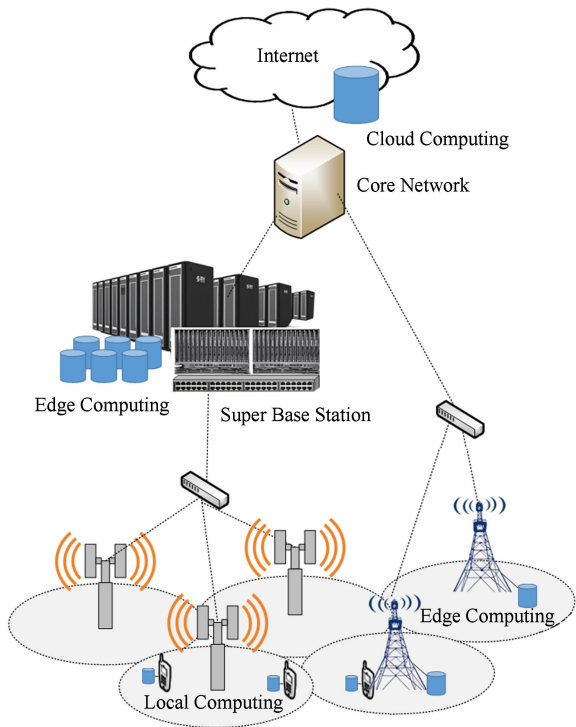 Internet
Cloud Computing
Core Network
Edge Computing
Super Base Station
Edge Computing
Local Computing